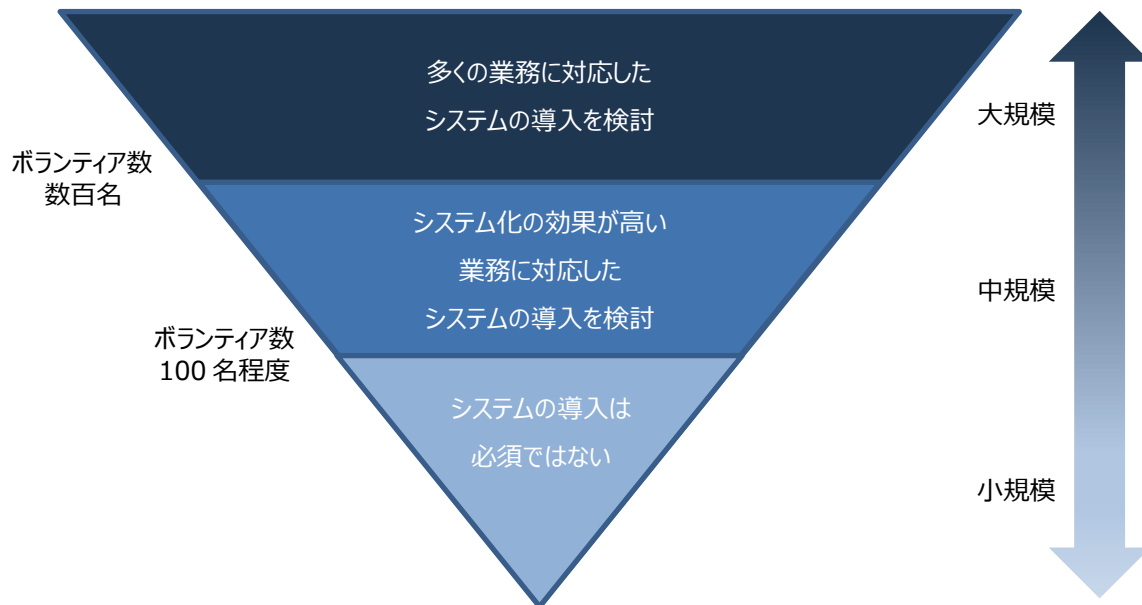 多くの業務に対応した
システムの導入を検討
大規模
ボランティア数
数百名
システム化の効果が高い
業務に対応した
システムの導入を検討
中規模
ボランティア数
100 名程度
システムの導入は
必須ではない
小規模